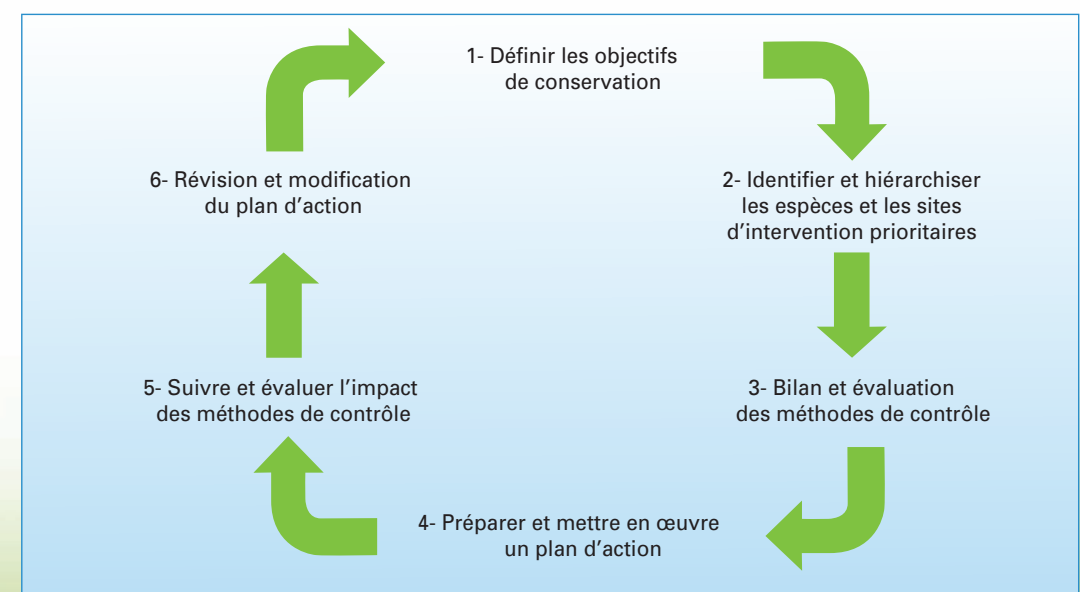 1- Définir les objectifs
de conservation
2- Identifier et hiérarchiser
les espèces et les sites
d’intervention prioritaires
3- Bilan et évaluation
des méthodes de contrôle
4- Préparer et mettre en œuvre
un plan d’action
5- Suivre et évaluer l’impact
des méthodes de contrôle
6- Révision et modification
du plan d’action